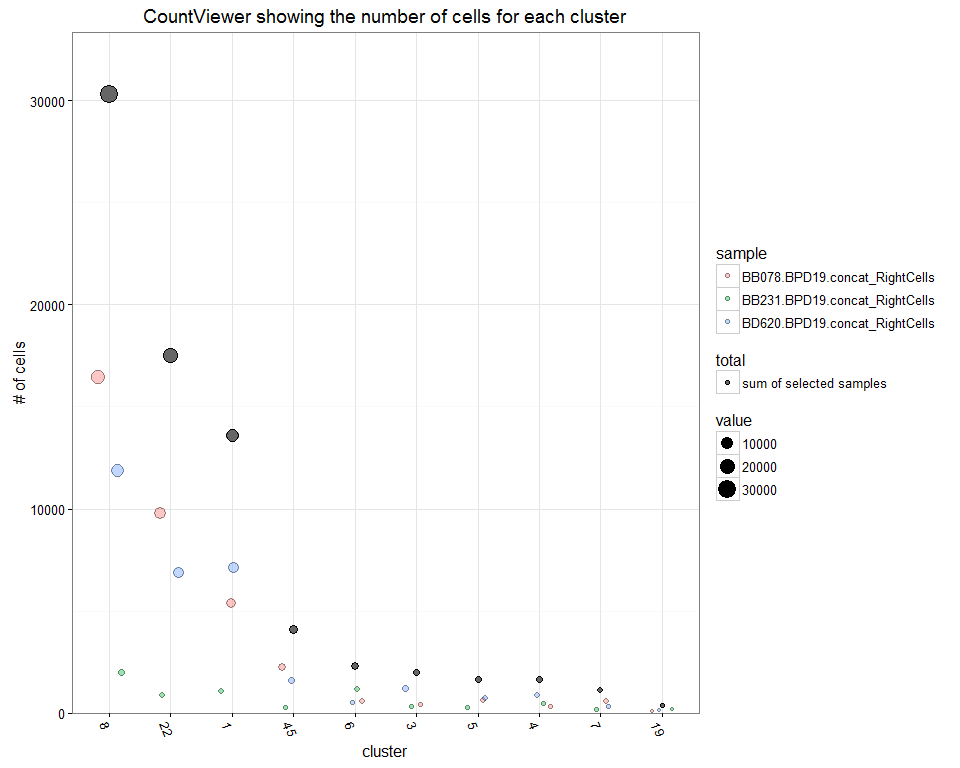 CountViewer showing the number of cells for each cluster
30000
20000
10000
0
# of cells
8 22 1 45 6 3 5 4 7 19
cluster
sample
BB078.BPD19.concat_RightCells
BB231.BPD19.concat_RightCells
BD620.BPD19.concat_RightCells
total
sum of selected samples
value
10000
20000
30000